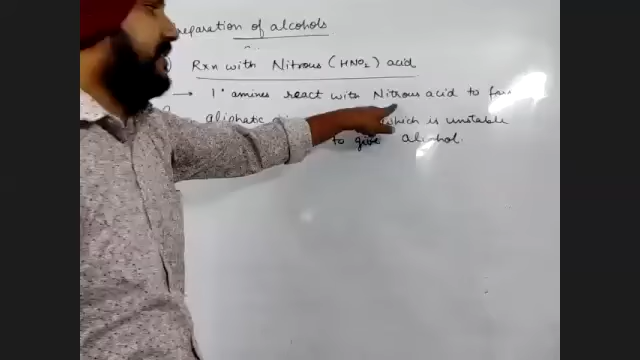 reparation of alcohols
Rxn with Nitrous (HNO2) acid
→ 1° amines react with Nitrous acid to
aliphatic which is unstable
to give alcohol.